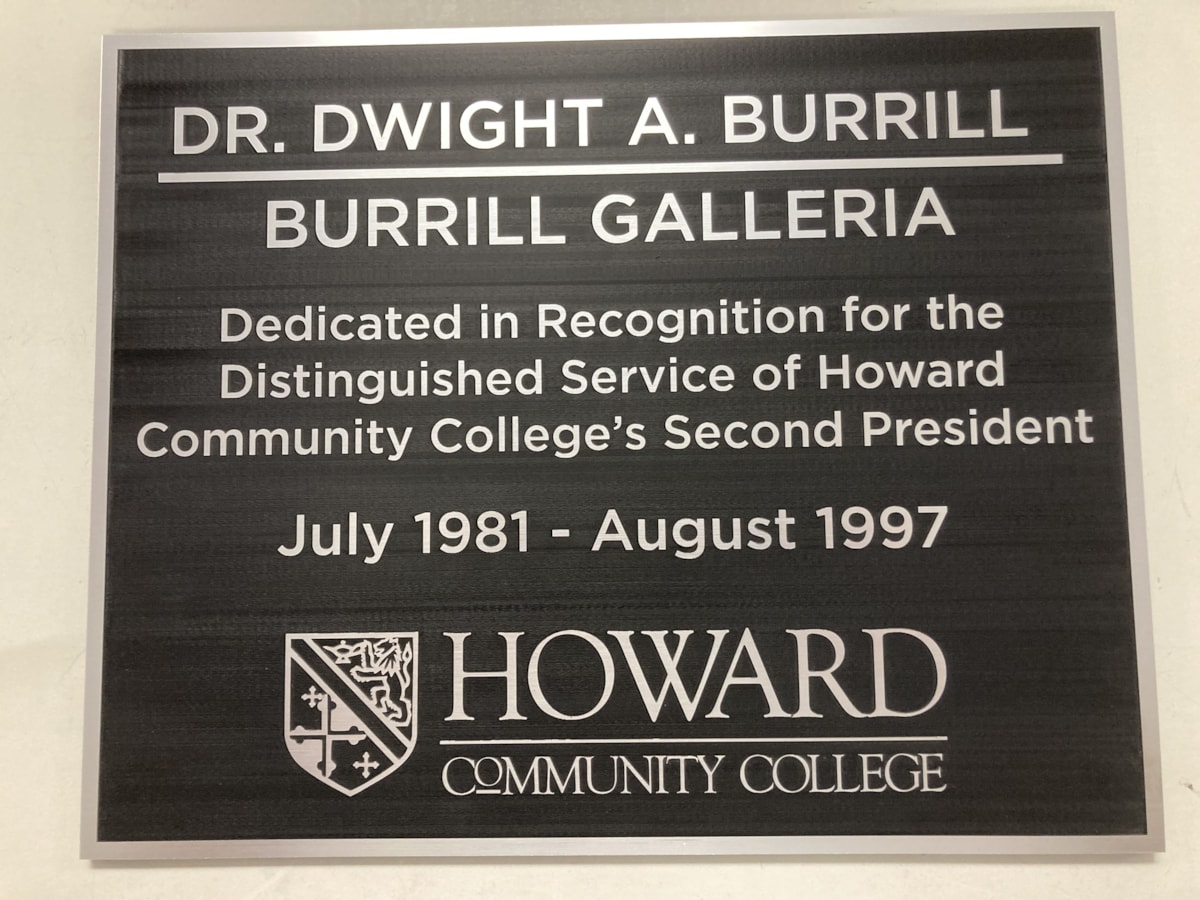 DR. DWIGHT A. BURRILL
BURRILL GALLERIA
Dedicated in Recognition for the
Distinguished Service of Howard
Community College's Second President
July 1981 - August 1997
HOWARD
COMMUNITY COLLEGE